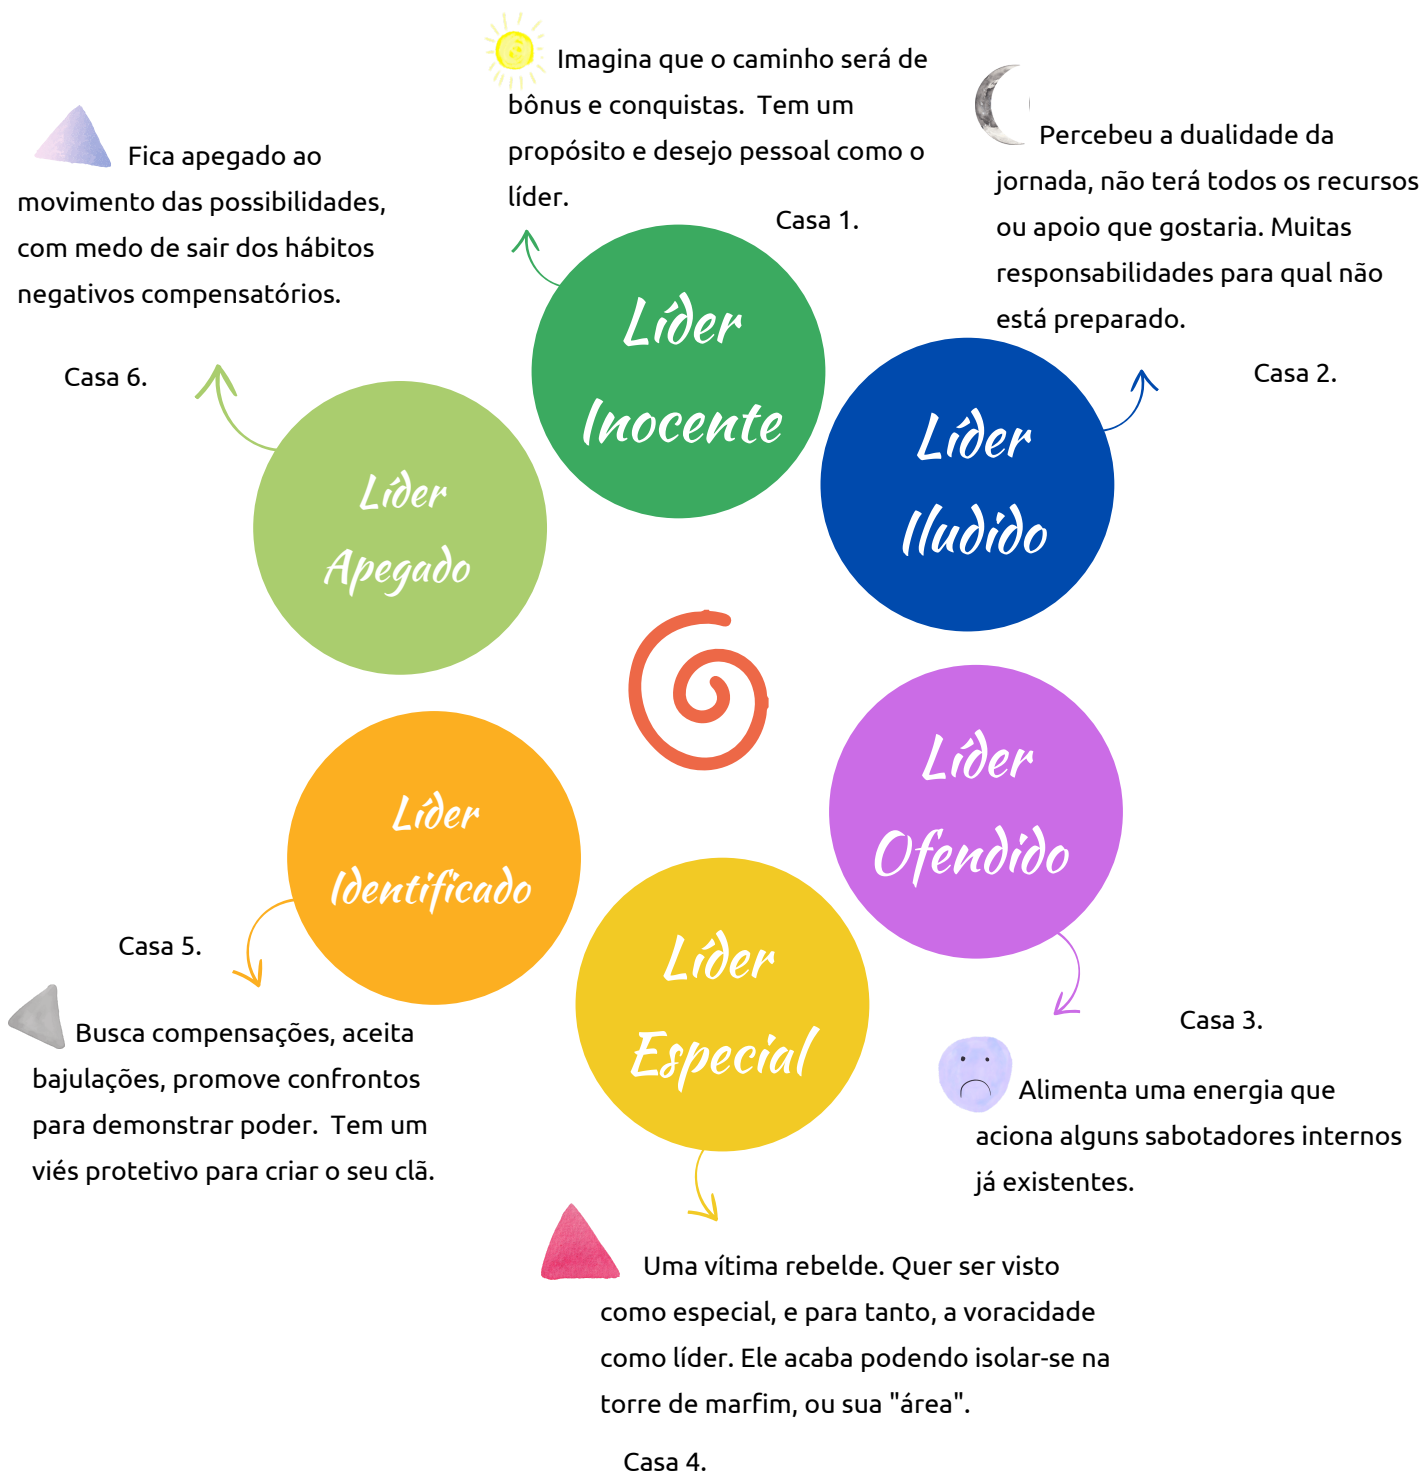 Imagina que o caminho será de
bônus e conquistas.  Tem um
propósito e desejo pessoal como o
líder.
Casa 1.
Líder
Inocente
Percebeu a dualidade da
jornada, não terá todos os recursos
ou apoio que gostaria. Muitas
responsabilidades para qual não
está preparado.
Casa 2.
Líder
Iludido
Líder
Ofendido
Casa 3.
Alimenta uma energia que
aciona alguns sabotadores internos
já existentes.
Líder
Especial
Uma vítima rebelde. Quer ser visto
como especial, e para tanto, a voracidade
como líder. Ele acaba podendo isolar-se na
torre de marfim, ou sua "área".
Casa 4.
Líder
Identificado
Casa 5.
Busca compensações, aceita
bajulações, promove confrontos
para demonstrar poder.  Tem um
viés protetivo para criar o seu clã.
Fica apegado ao
movimento das possibilidades,
com medo de sair dos hábitos
negativos compensatórios.
Casa 6.
Líder
Apegado